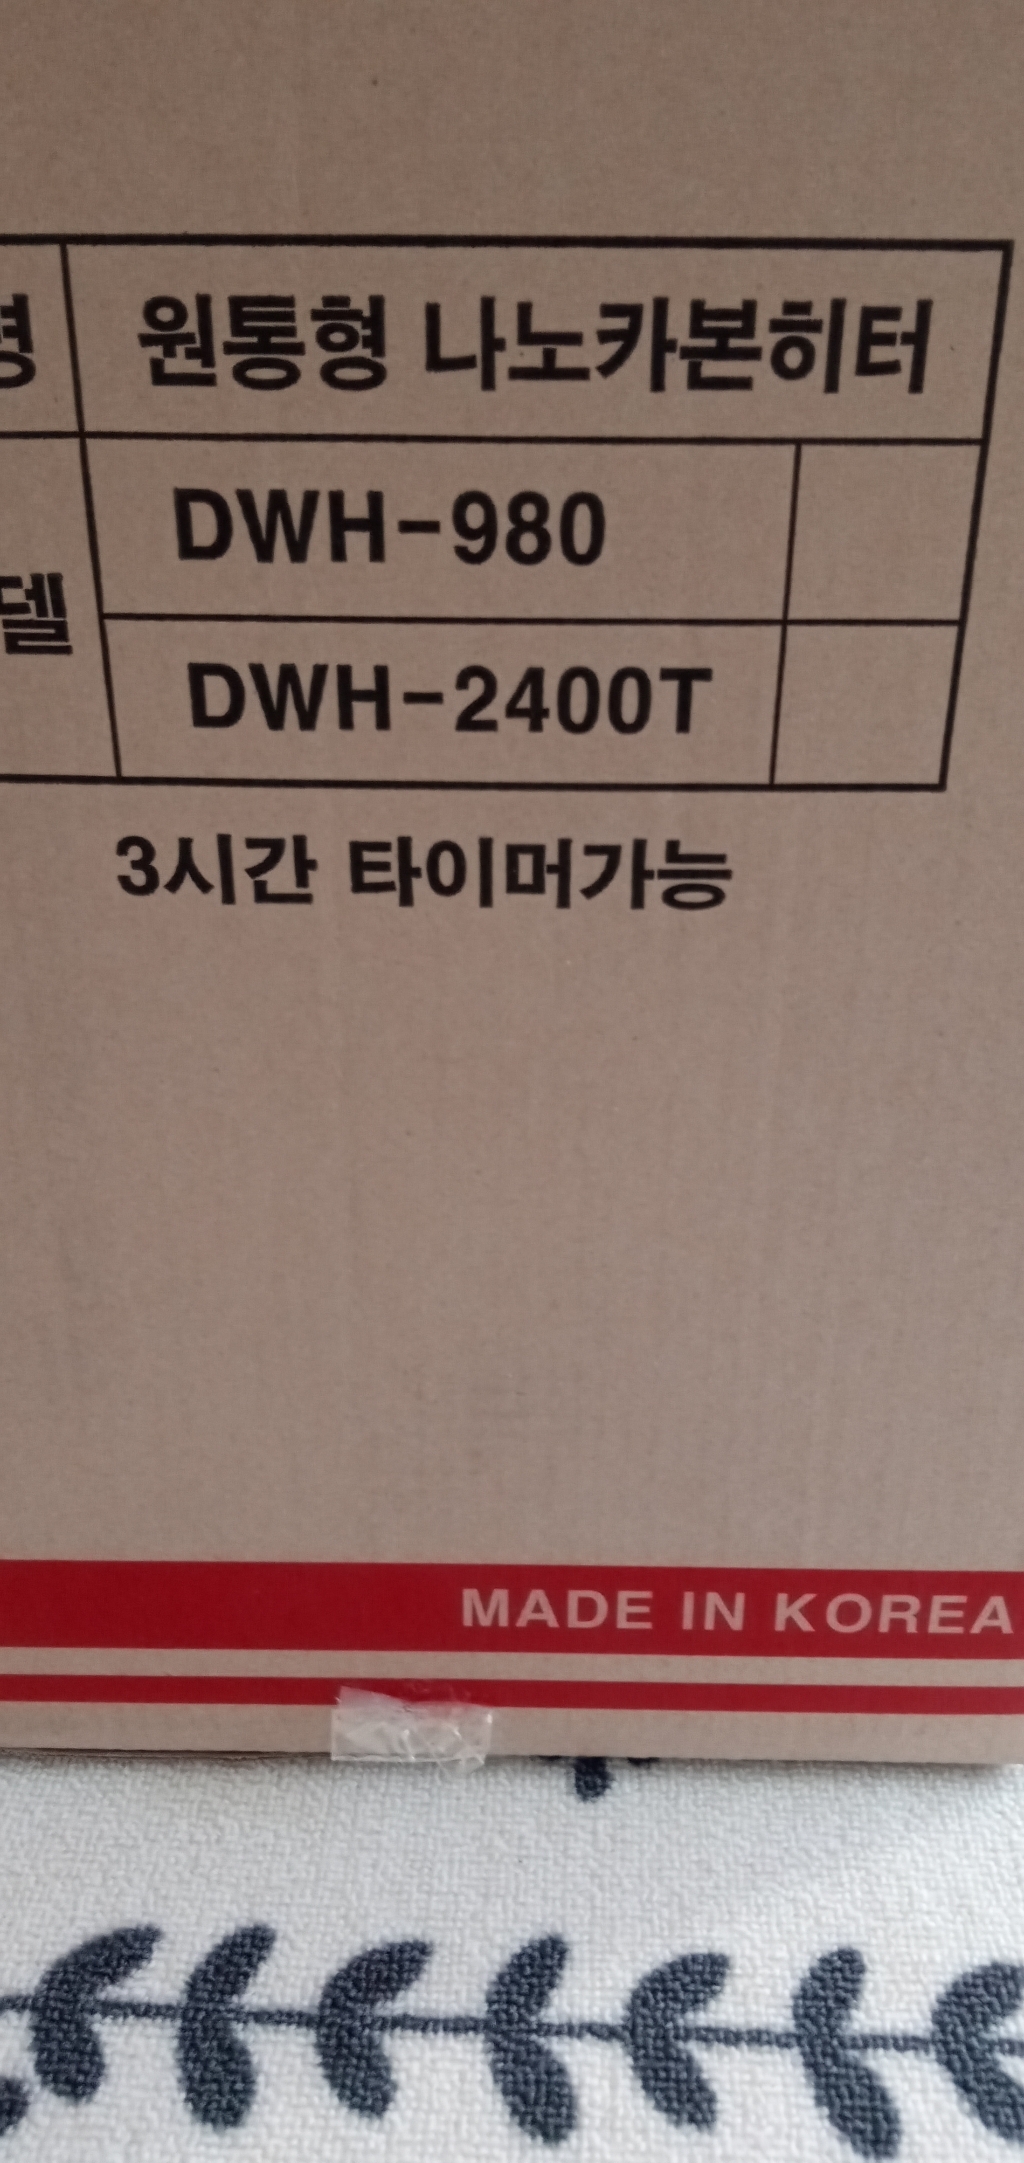 원통형 나노카본히터
DWH-980
델
DWH-2400T
3시간 타이머가능
MADE IN KOREA